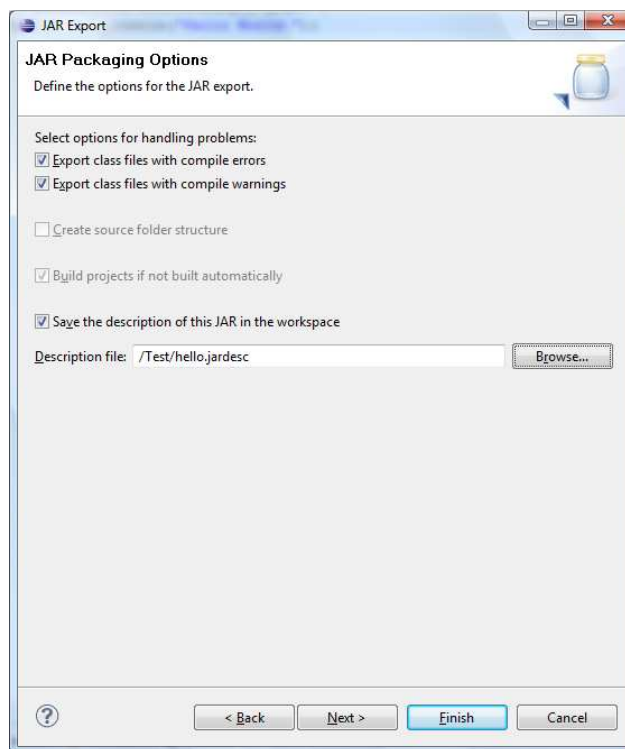 JAR Export
JAR Packaging Options
Define the options for the JAR export.
Select options for handling problems:
Export class files with compile errors
Export class files with compile warnings
Create source folder structure
Build projects if not built automatically
Save the description of this JAR in the workspace
Description file: /Test/hello.jardesc Browse...
? < Back Next > Finish Cancel